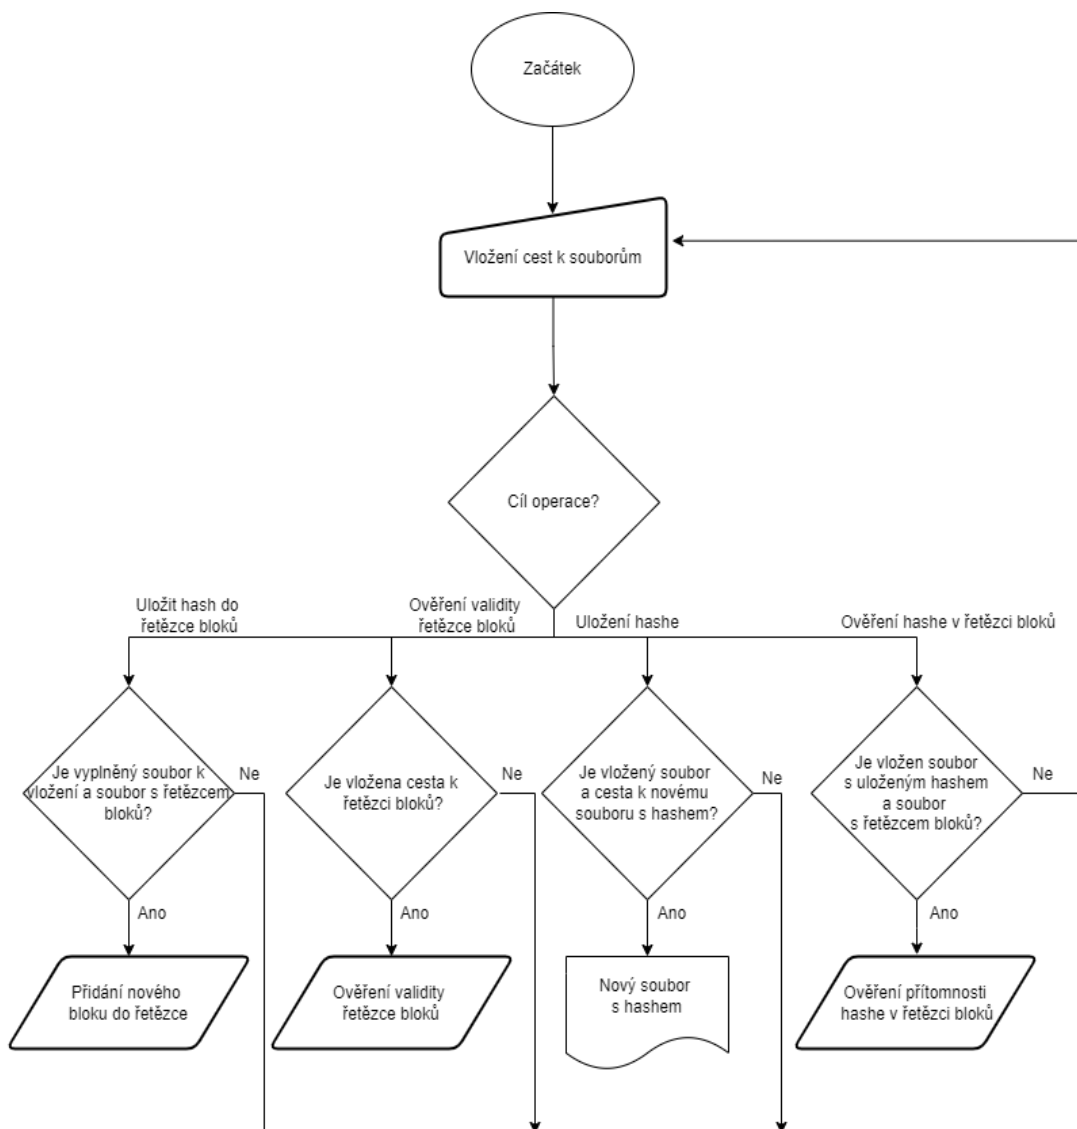 Začátek
Vložení cest k souborům
Cíl operace?
Uložit hash do
řetězce bloků
Ověření validity
řetězce bloků
Uložení hashe
Ověření hashe v řetězci bloků
Je vyplněný soubor k
vložení a soubor s řetězcem
bloků?
Ne
Je vložena cesta k
řetězci bloků?
Ne
Je vložený soubor
a cesta k novému
souboru s hashem?
Ne
Je vložen soubor
s uloženým hashem
a soubor
s řetězcem bloků?
Ne
Ano
Ano
Ano
Ano
Přidání nového
bloku do řetězce
Ověření validity
řetězce bloků
Nový soubor
s hashem
Ověření přítomnosti
hashe v řetězci bloků